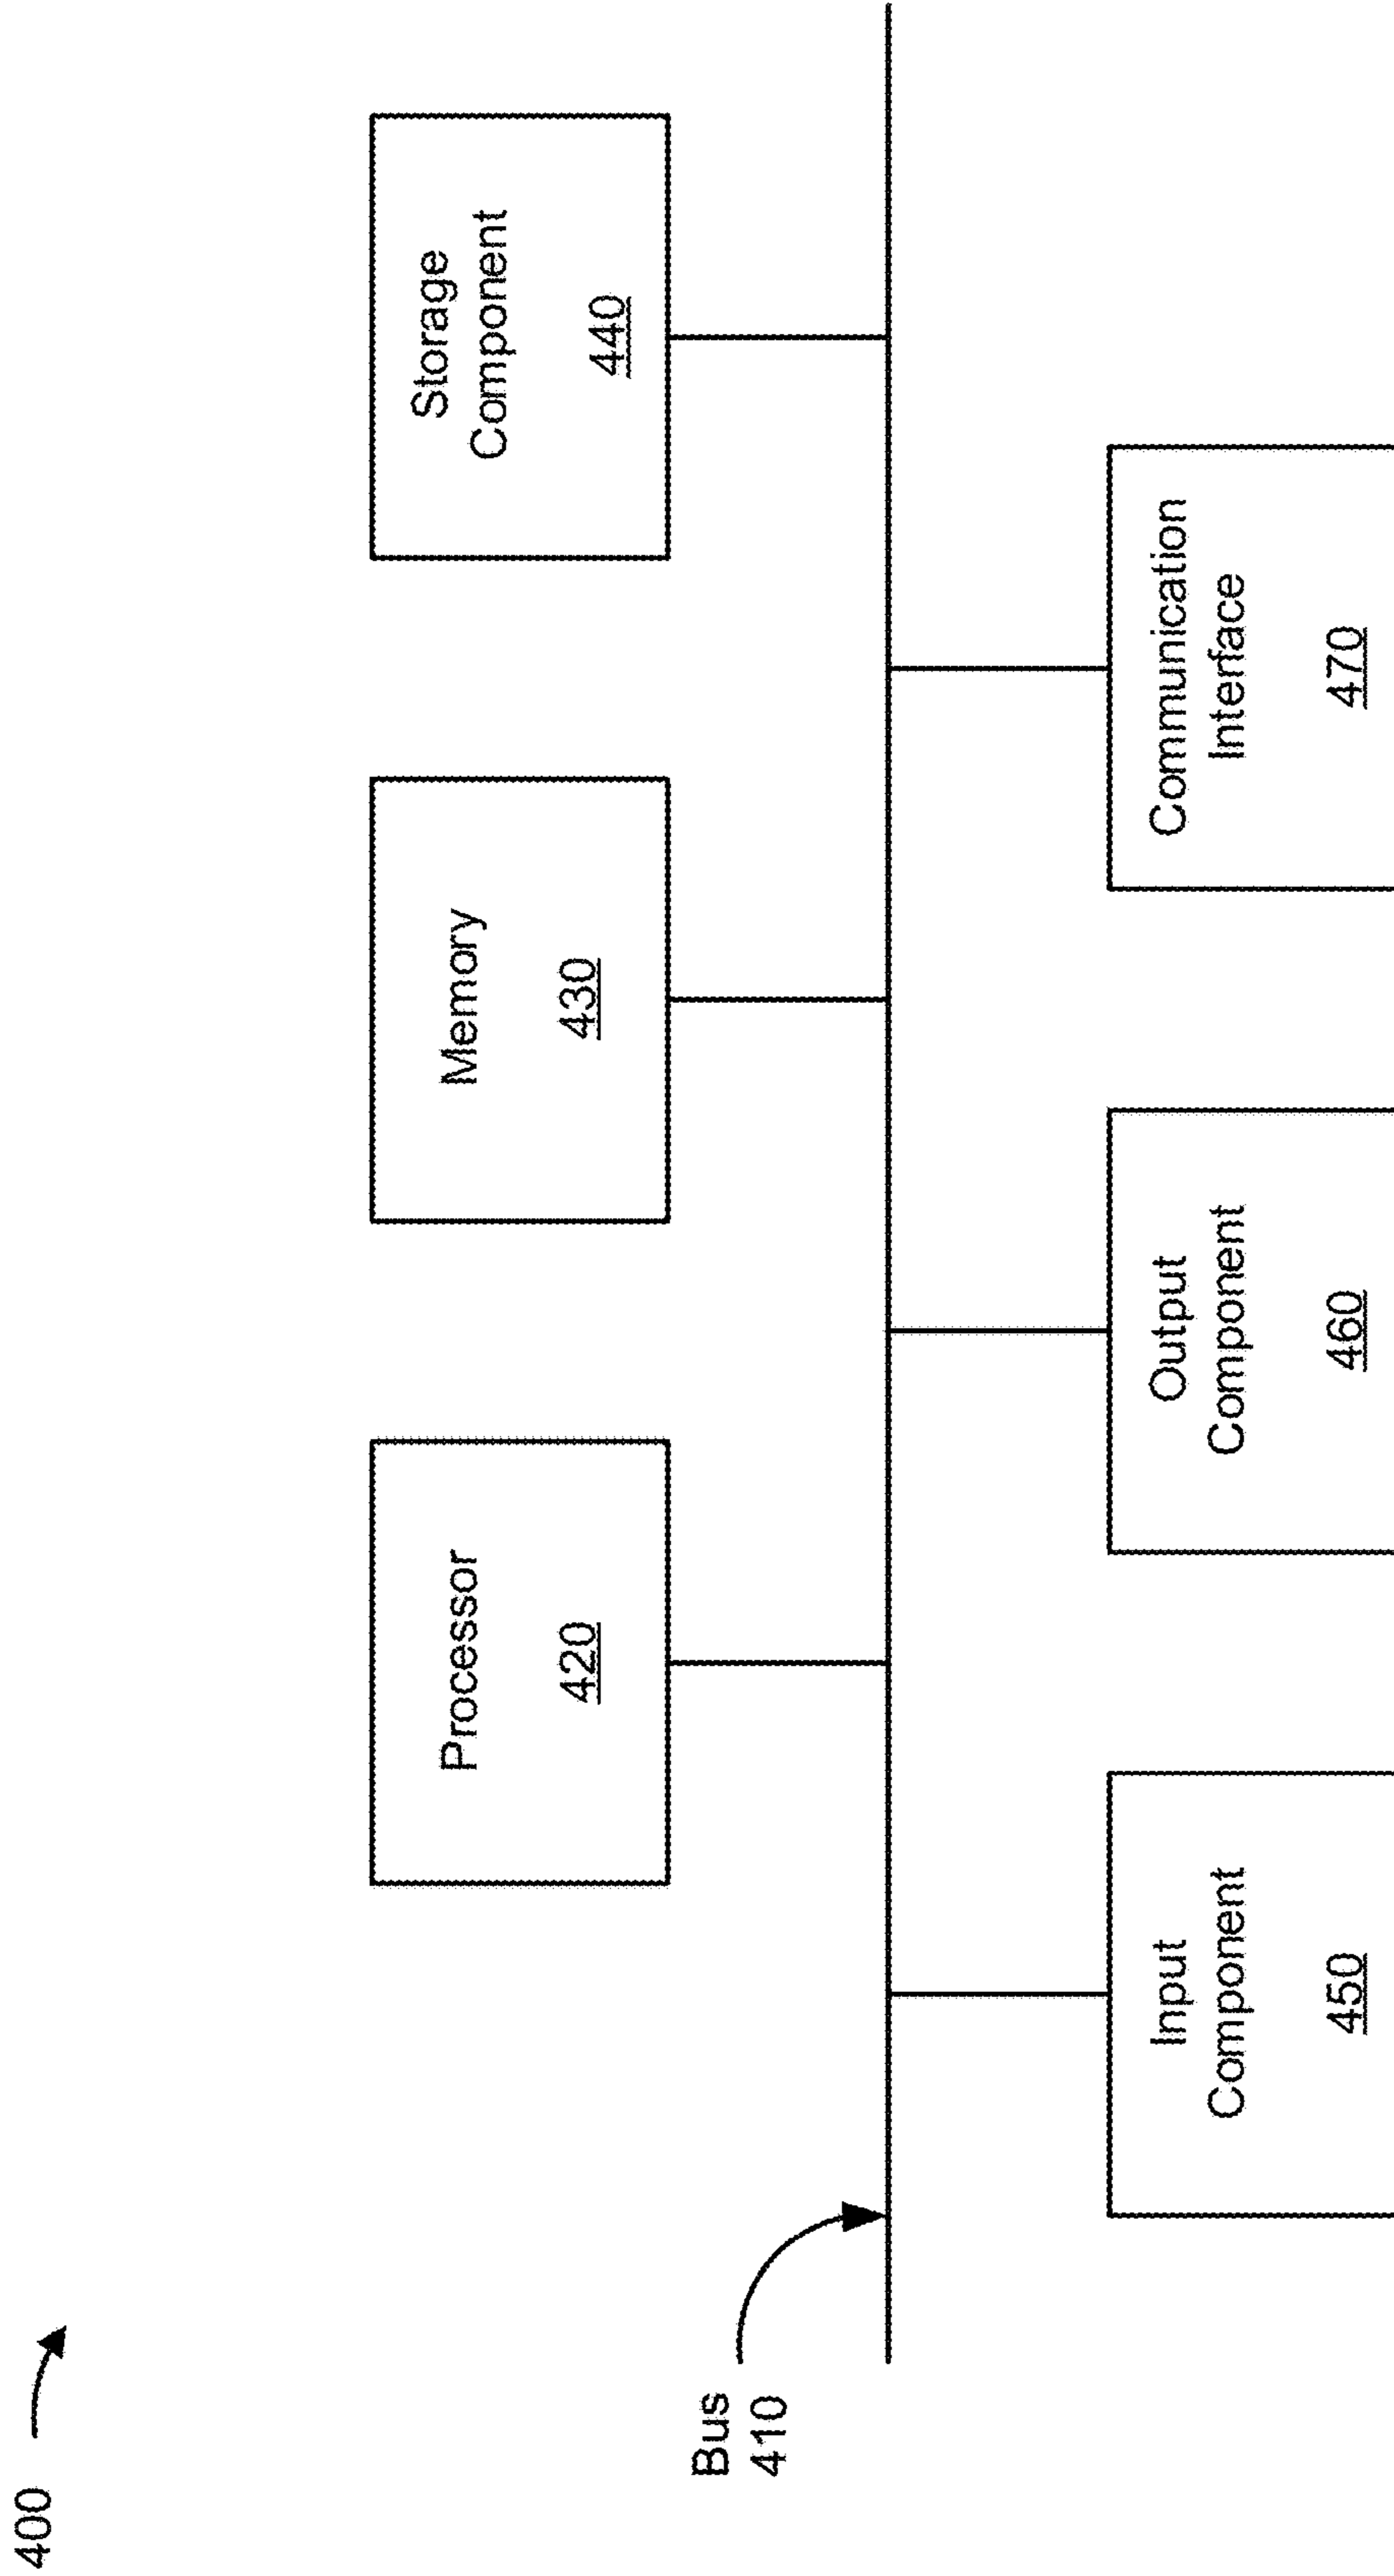 400
Processor
420
Memory
430
Storage
Component
440
Bus
410
Input
Component
450
Output
Component
460
Communication
Interface
470